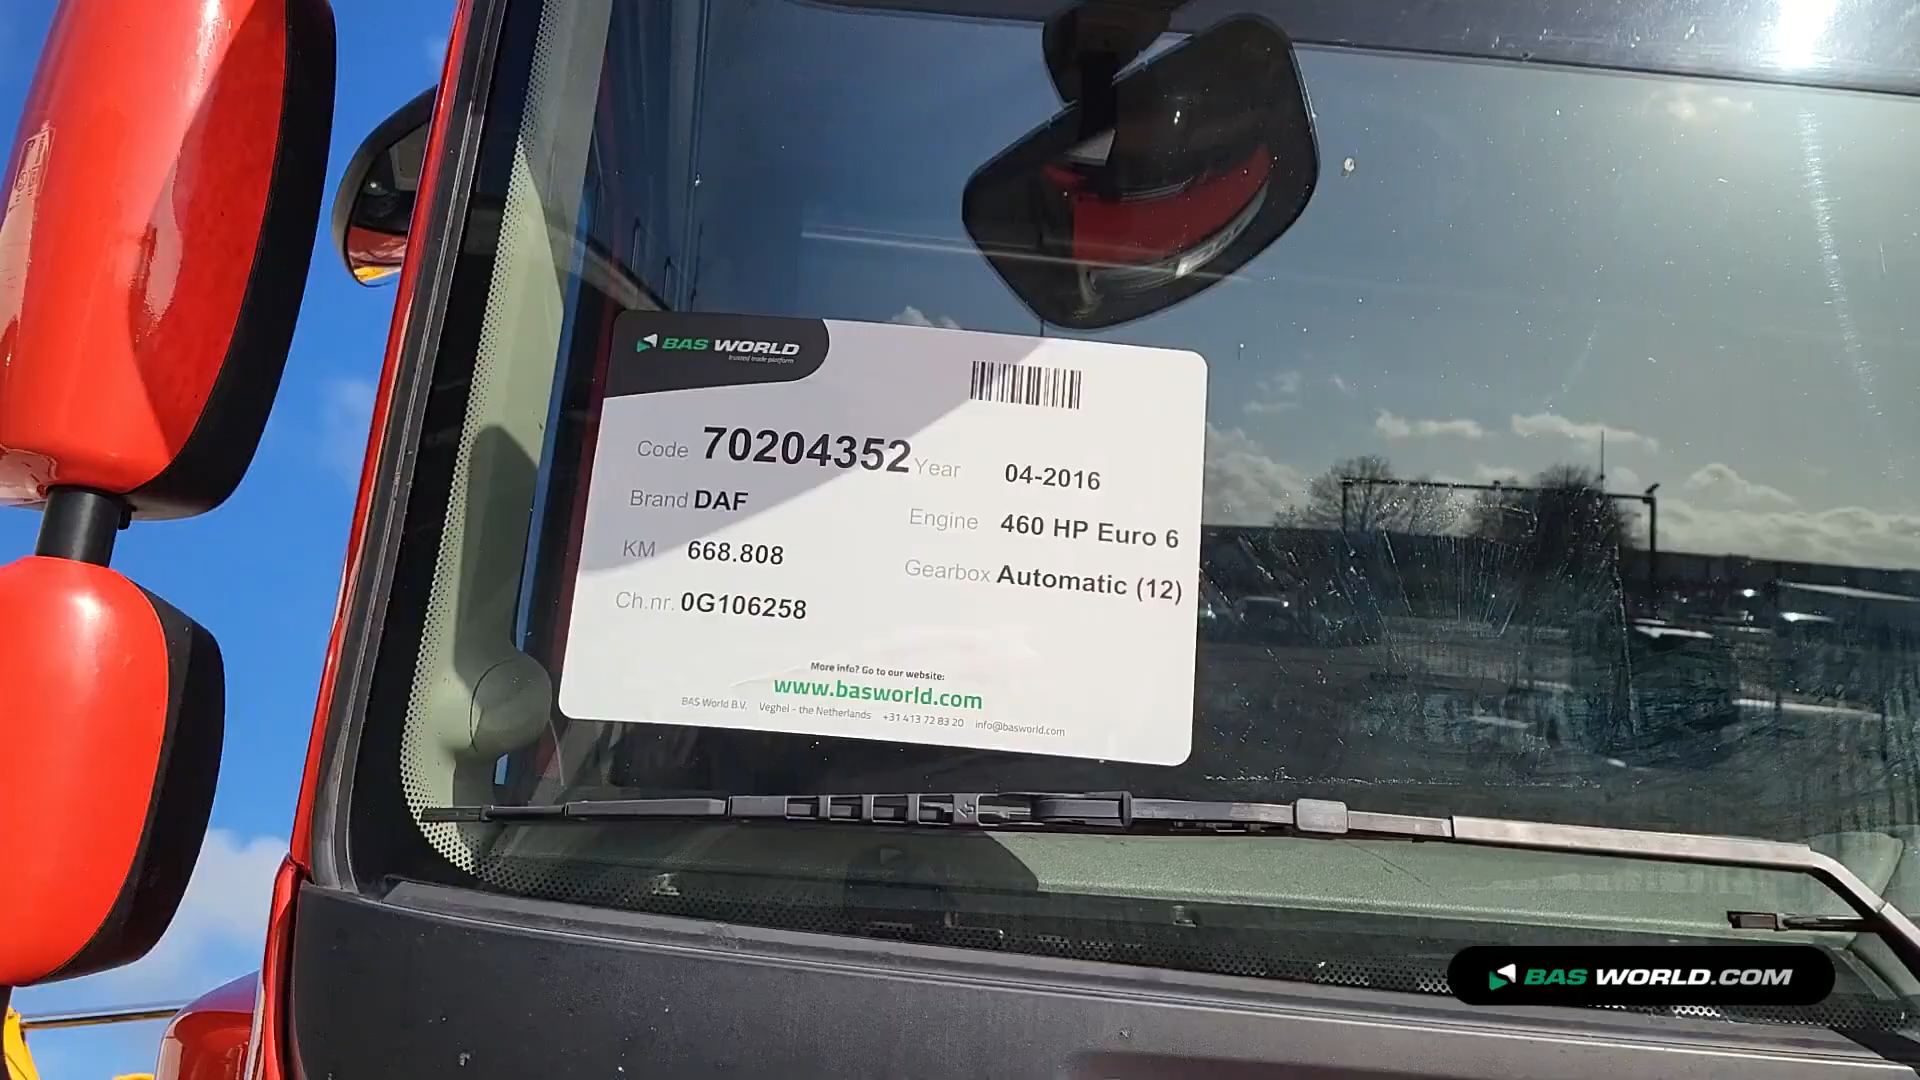 BAS WORLD
trusted trade platform
Code 70204352
Year 04-2016
Brand DAF
Engine 460 HP Euro 6
KM 668.808
Gearbox Automatic (12)
Ch.nr. 0G106258
More info? Go to our website:
www.basworld.com
BAS World B.V. Veghel - the Netherlands +31 413 72 83 20 info@basworld.com
BAS WORLD.COM